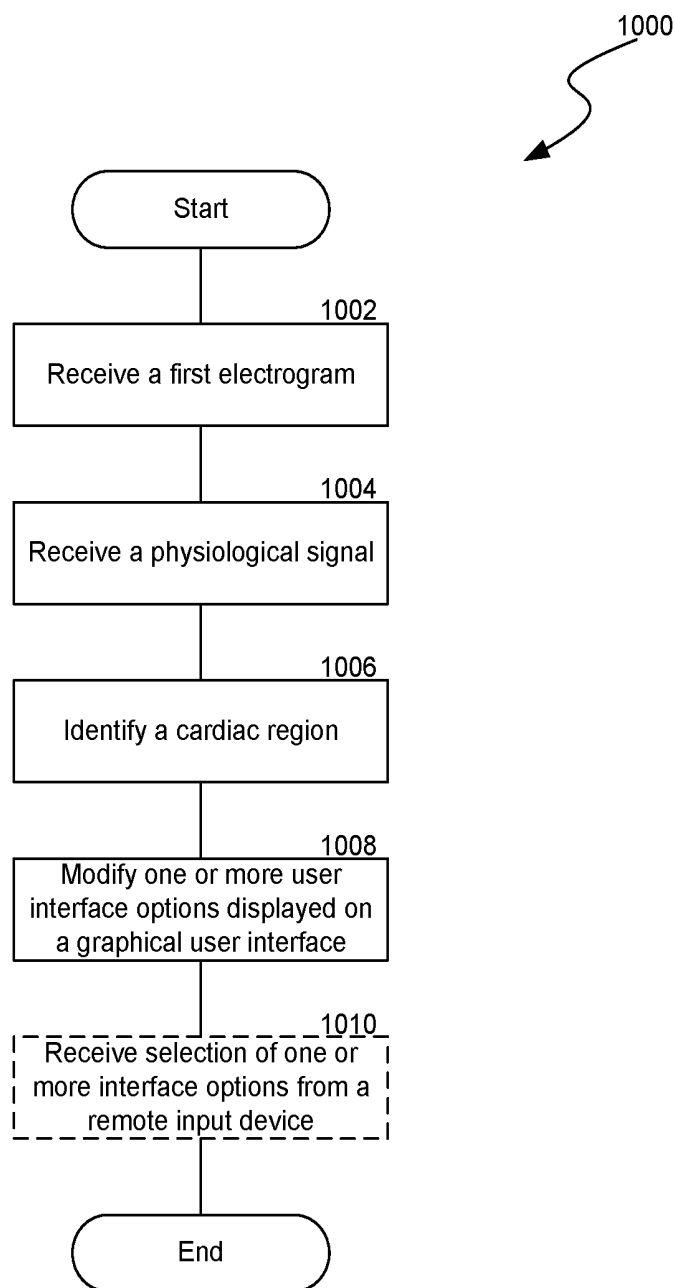 1000
Start
1002
Receive a first electrogram
1004
Receive a physiological signal
1006
Identify a cardiac region
1008
Modify one or more user
interface options displayed on
a graphical user interface
1010
Receive selection of one or
more interface options from a
remote input device
End